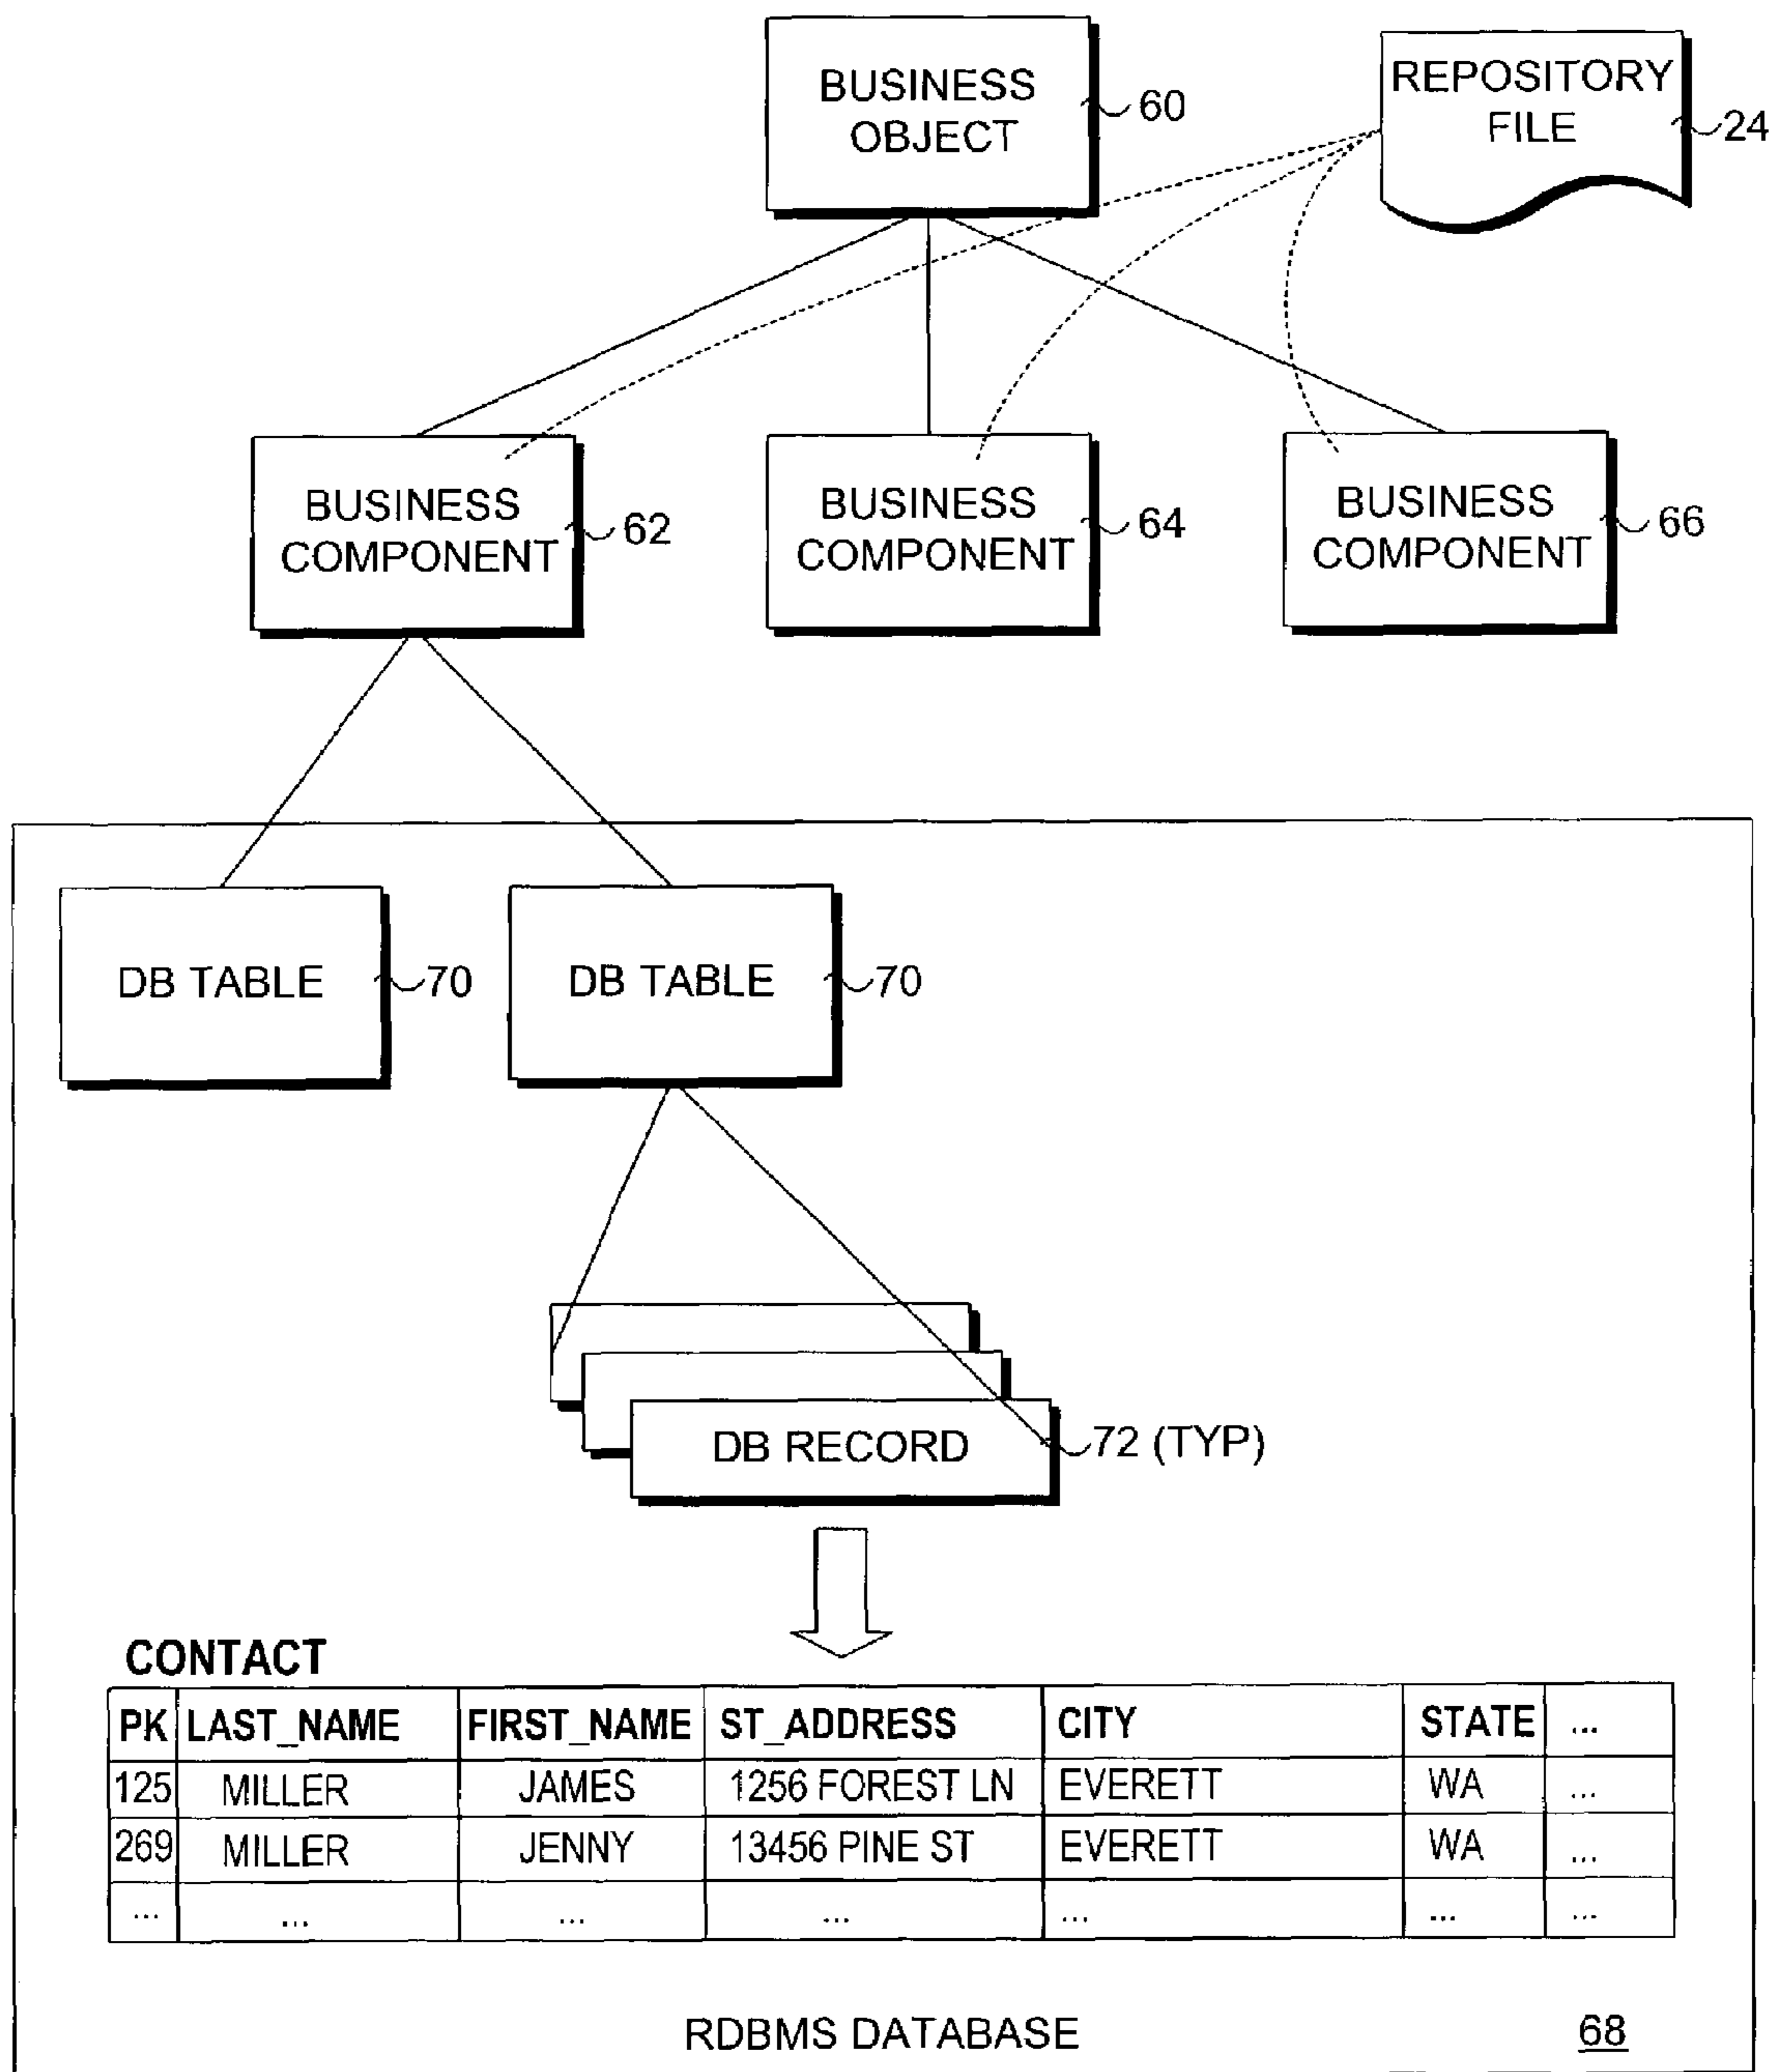 BUSINESS
OBJECT
60
REPOSITORY
FILE
24
BUSINESS
COMPONENT
62
BUSINESS
COMPONENT
64
BUSINESS
COMPONENT
66
DB TABLE
70
DB TABLE
70
DB RECORD
72 (TYP)
CONTACT
PK LAST_NAME FIRST_NAME ST_ADDRESS CITY STATE ...
125 MILLER JAMES 1256 FOREST LN EVERETT WA ...
269 MILLER JENNY 13456 PINE ST EVERETT WA ...
... ... ... ... ... ... ...
RDBMS DATABASE
68